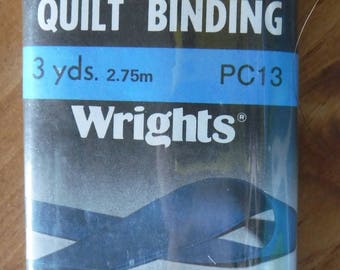 QUILT BINDING
3 yds. 2.75m PC13
Wrights®